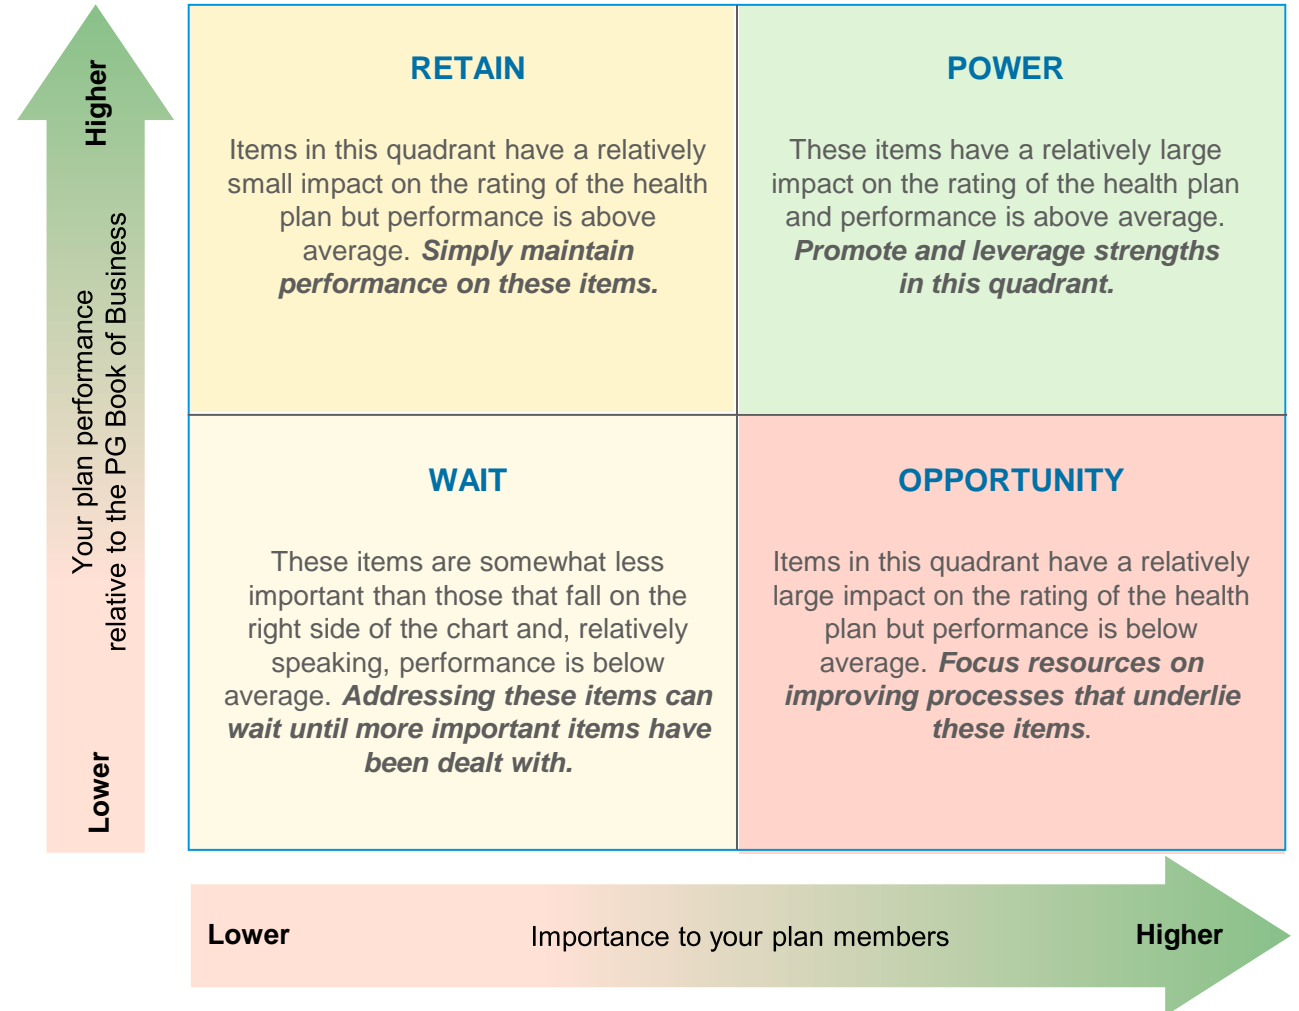 Higher
Your plan performance
relative to the PG Book of Business
Lower
RETAIN
Items in this quadrant have a relatively
small impact on the rating of the health
plan but performance is above
average. Simply maintain
performance on these items.
POWER
These items have a relatively large
impact on the rating of the health plan
and performance is above average.
Promote and leverage strengths
in this quadrant.
WAIT
These items are somewhat less
important than those that fall on the
right side of the chart and, relatively
speaking, performance is below
average. Addressing these items can
wait until more important items have
been dealt with.
OPPORTUNITY
Items in this quadrant have a relatively
large impact on the rating of the health
plan but performance is below
average. Focus resources on
improving processes that underlie
these items.
Lower
Importance to your plan members
Higher